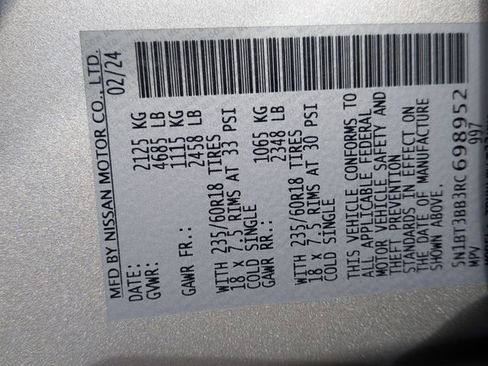 MFD BY NISSAN MOTOR CO., LTD.
DATE: 02/24
GVWR: 2125 KG
4685 LB
GAWR FR.: 1115 KG
2458 LB
WITH 235/60R18 TIRES
18 x 7.5 RIMS AT 33 PSI
COLD SINGLE
GAWR RR.: 1065 KG
2348 LB
WITH 235/60R18 TIRES
18 x 7.5 RIMS AT 30 PSI
COLD SINGLE
THIS VEHICLE CONFORMS TO
ALL APPLICABLE FEDERAL
MOTOR VEHICLE SAFETY AND
THEFT PREVENTION
STANDARDS IN EFFECT ON
THE DATE OF MANUFACTURE
SHOWN ABOVE.
5N1BT3BB3RC698952
MPV 997